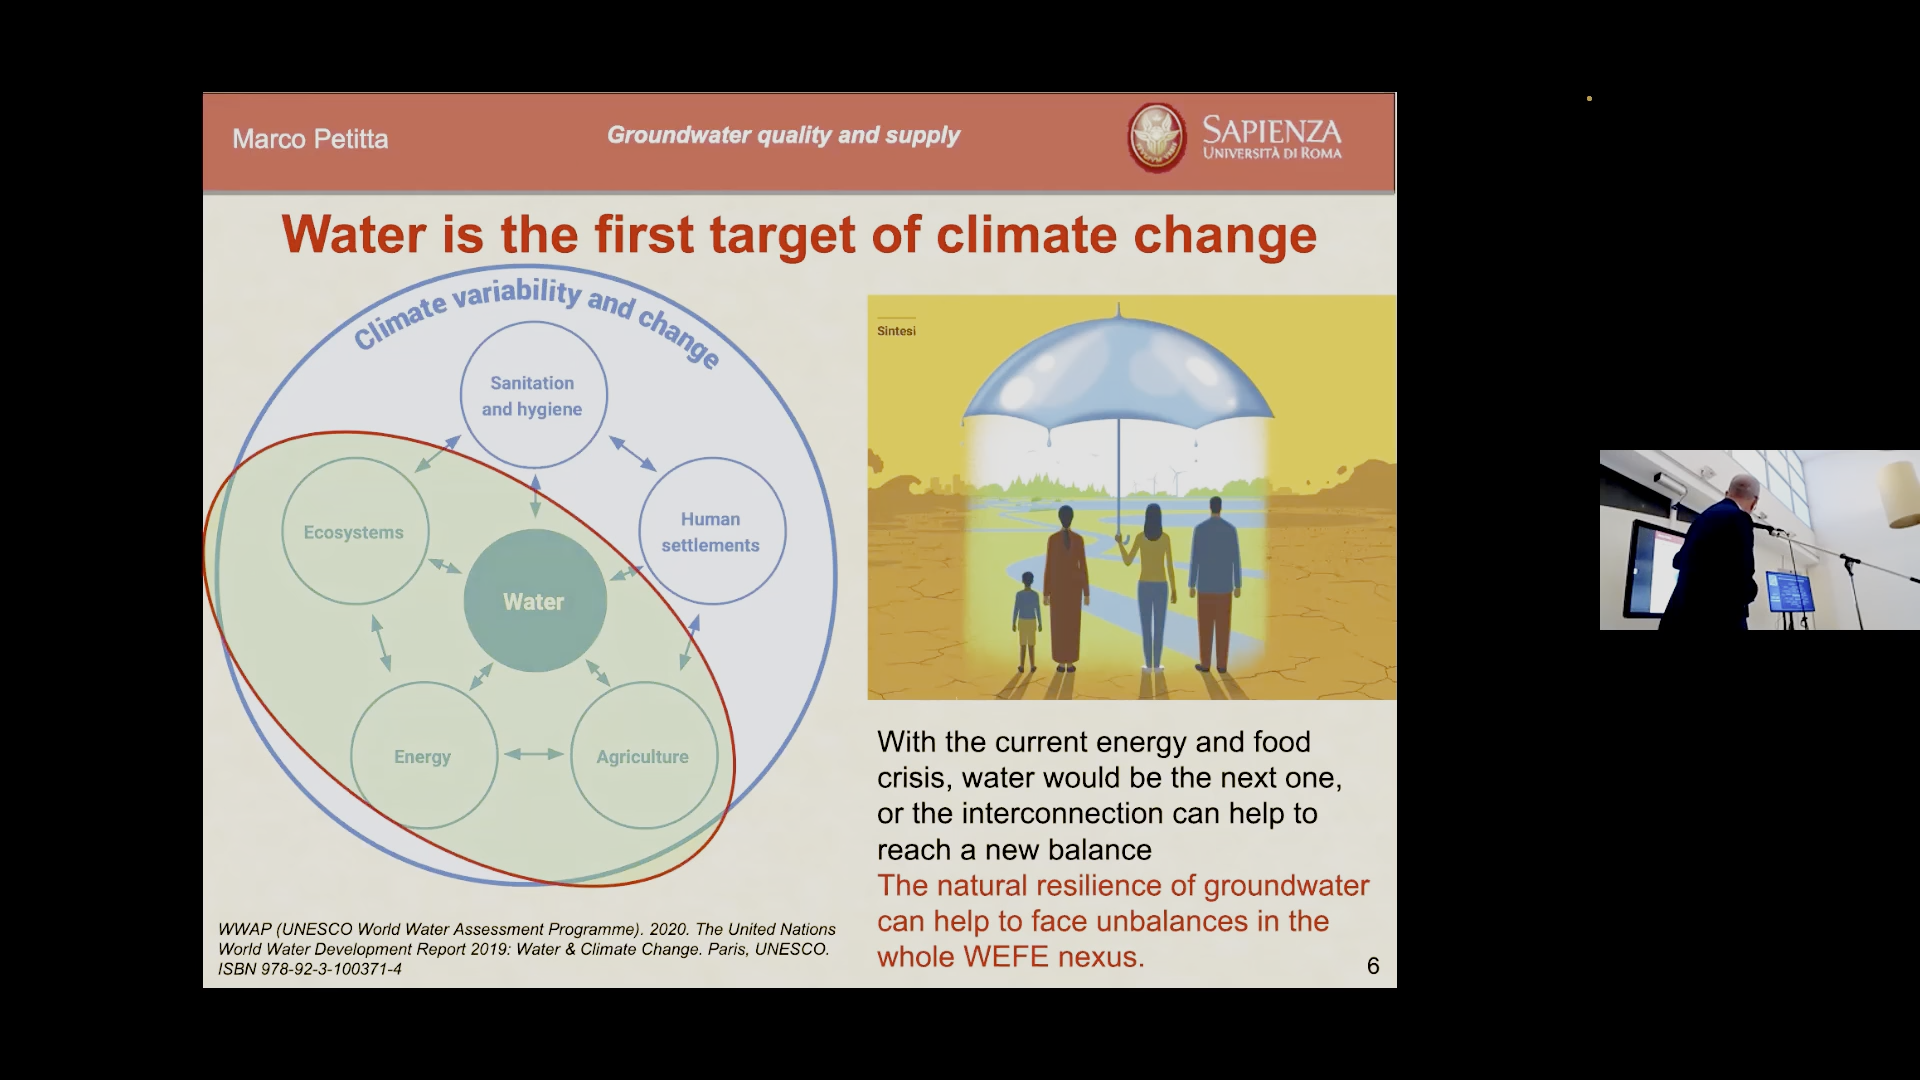 Marco Petitta
Groundwater quality and supply
SAPIENZA
UNIVERSITÀ DI ROMA
Water is the first target of climate change
Climate variability and change
Sanitation
and hygiene
Ecosystems
Human
settlements
Water
Energy
Agriculture
Sintesi
With the current energy and food
crisis, water would be the next one,
or the interconnection can help to
reach a new balance
The natural resilience of groundwater
can help to face unbalances in the
whole WEFE nexus.
WWAP (UNESCO World Water Assessment Programme). 2020. The United Nations
World Water Development Report 2019: Water & Climate Change. Paris, UNESCO.
ISBN 978-92-3-100371-4
6